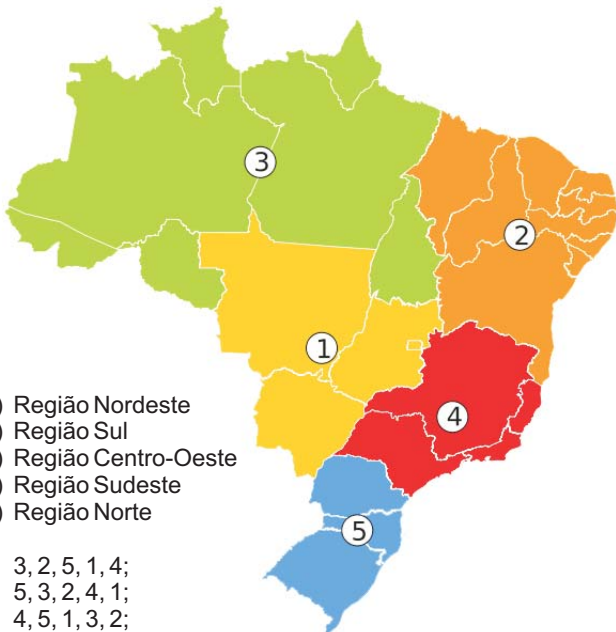 3
2
1
4
) Região Nordeste
) Região Sul
) Região Centro-Oeste
) Região Sudeste
) Região Norte
5
3, 2, 5, 1, 4;
5, 3, 2, 4, 1;
4, 5, 1, 3, 2;